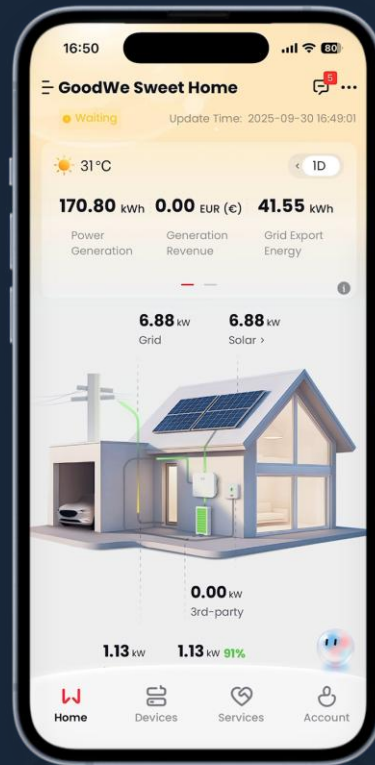 16:50 80
GoodWe Sweet Home 5
Waiting Update Time: 2025-09-30 16:49:01
31°C < 1D
170.80 kWh 0.00 EUR (€) 41.55 kWh
Power Generation Generation Revenue Grid Export Energy
6.88 kW 6.88 kW
Grid Solar >
0.00 kW
3rd-party
1.13 kW 1.13 kW 91%
Home Devices Services Account